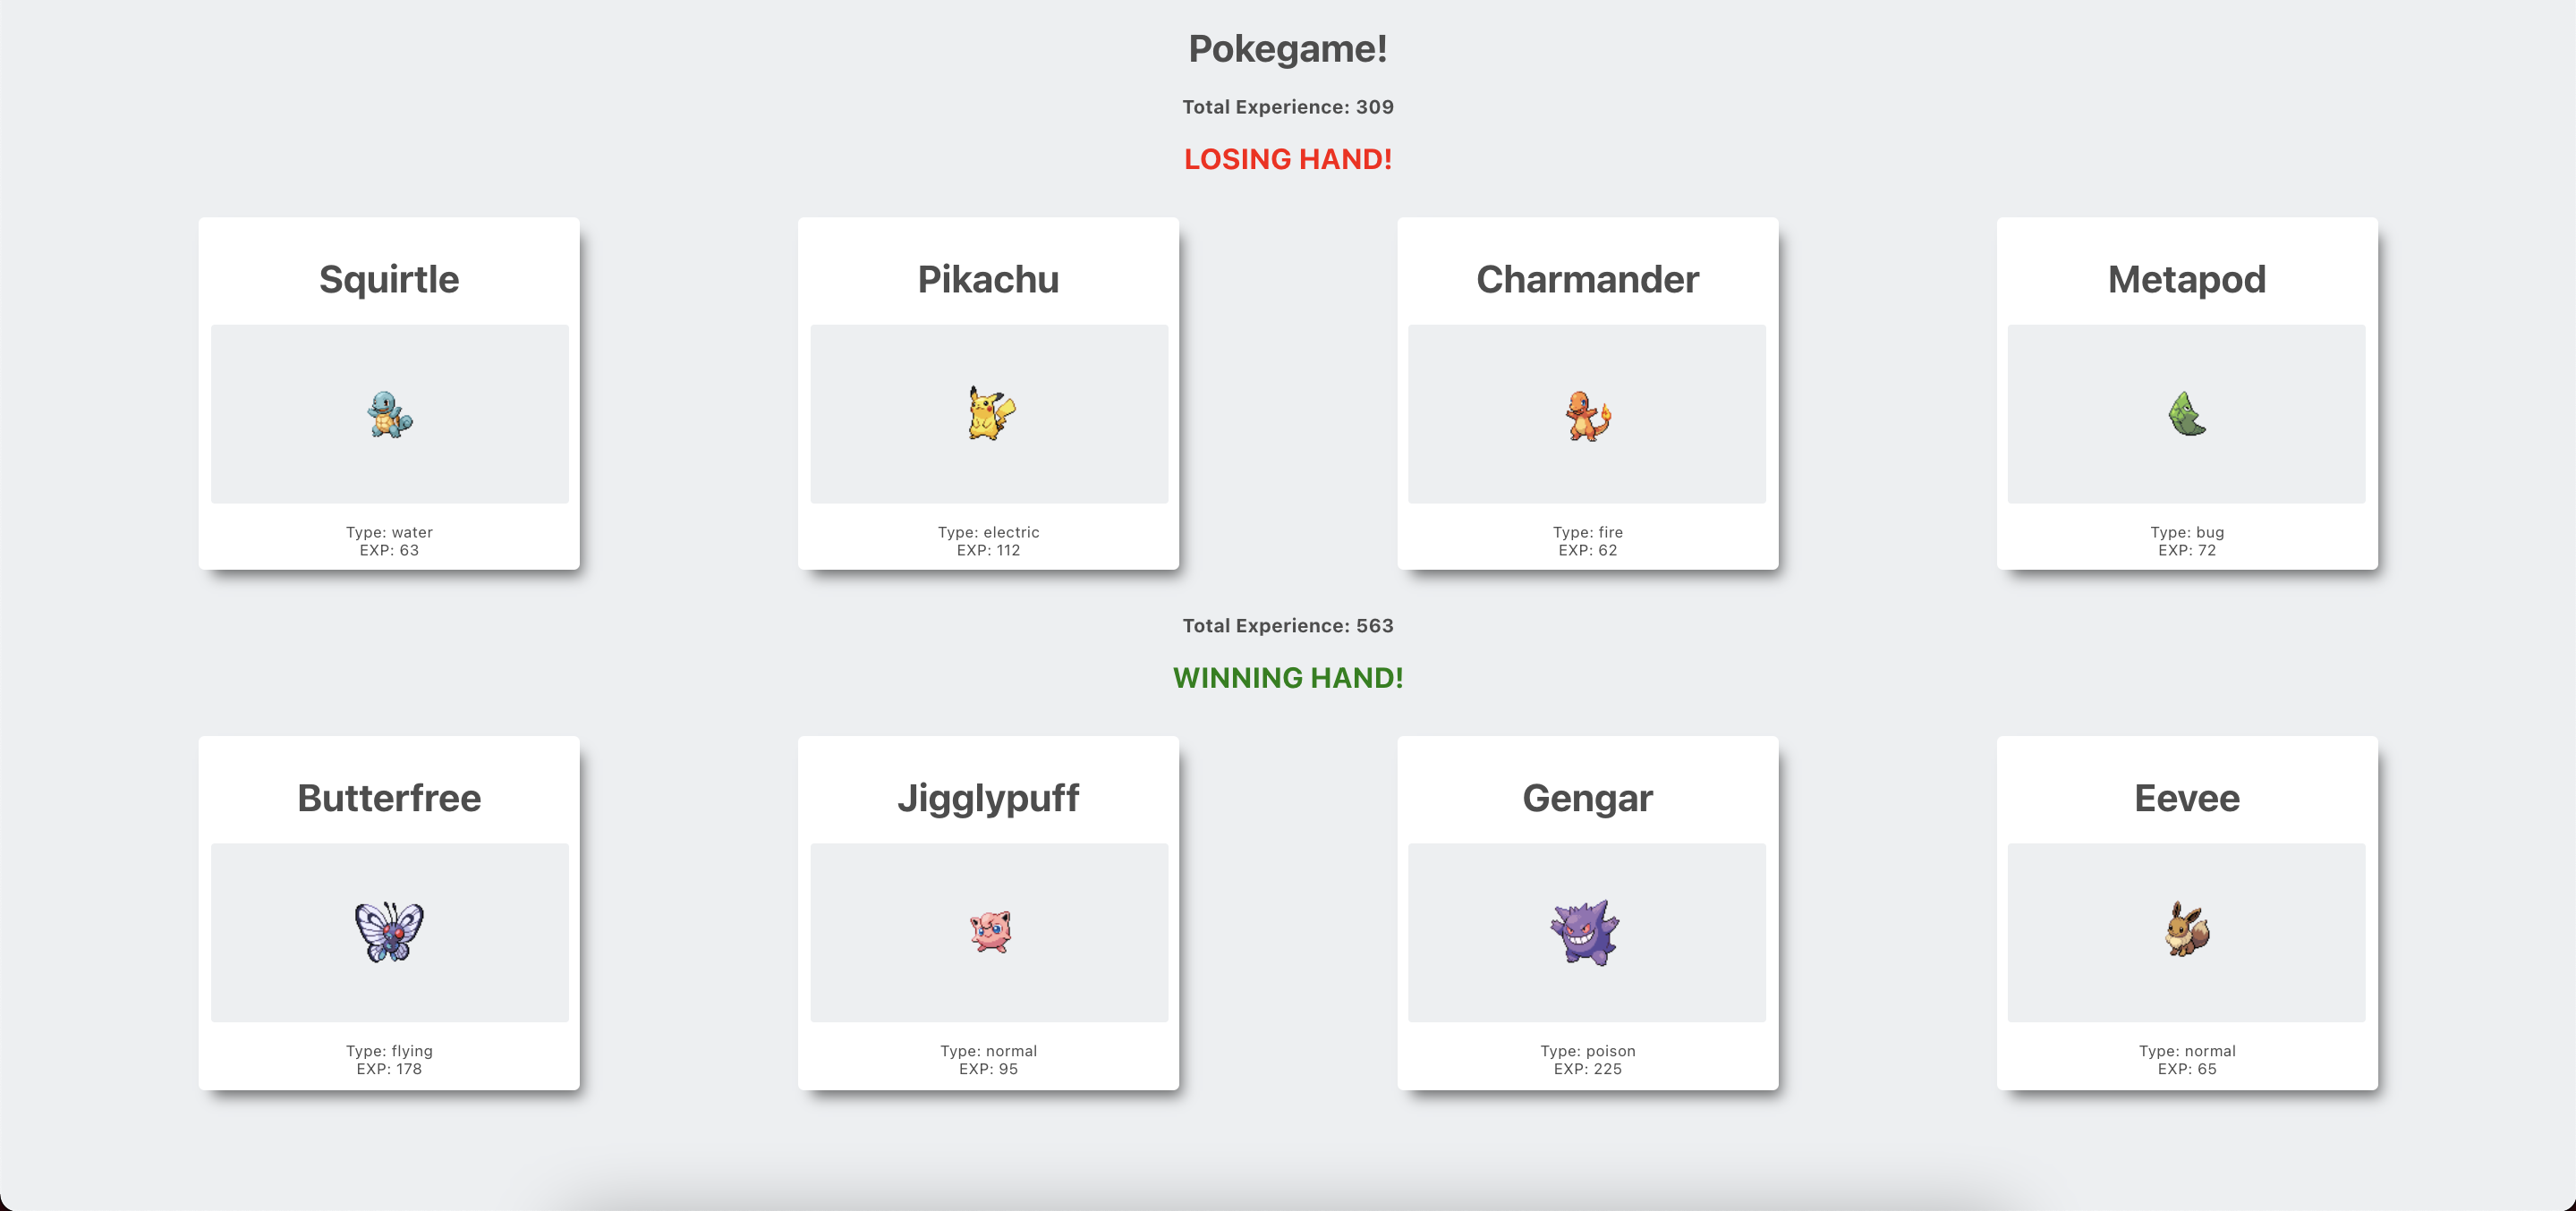 Pokegame!
Total Experience: 309
LOSING HAND!
Squirtle
Type: water
EXP: 63
Pikachu
Type: electric
EXP: 112
Charmander
Type: fire
EXP: 62
Metapod
Type: bug
EXP: 72
Total Experience: 563
WINNING HAND!
Butterfree
Type: flying
EXP: 178
Jigglypuff
Type: normal
EXP: 95
Gengar
Type: poison
EXP: 225
Eevee
Type: normal
EXP: 65